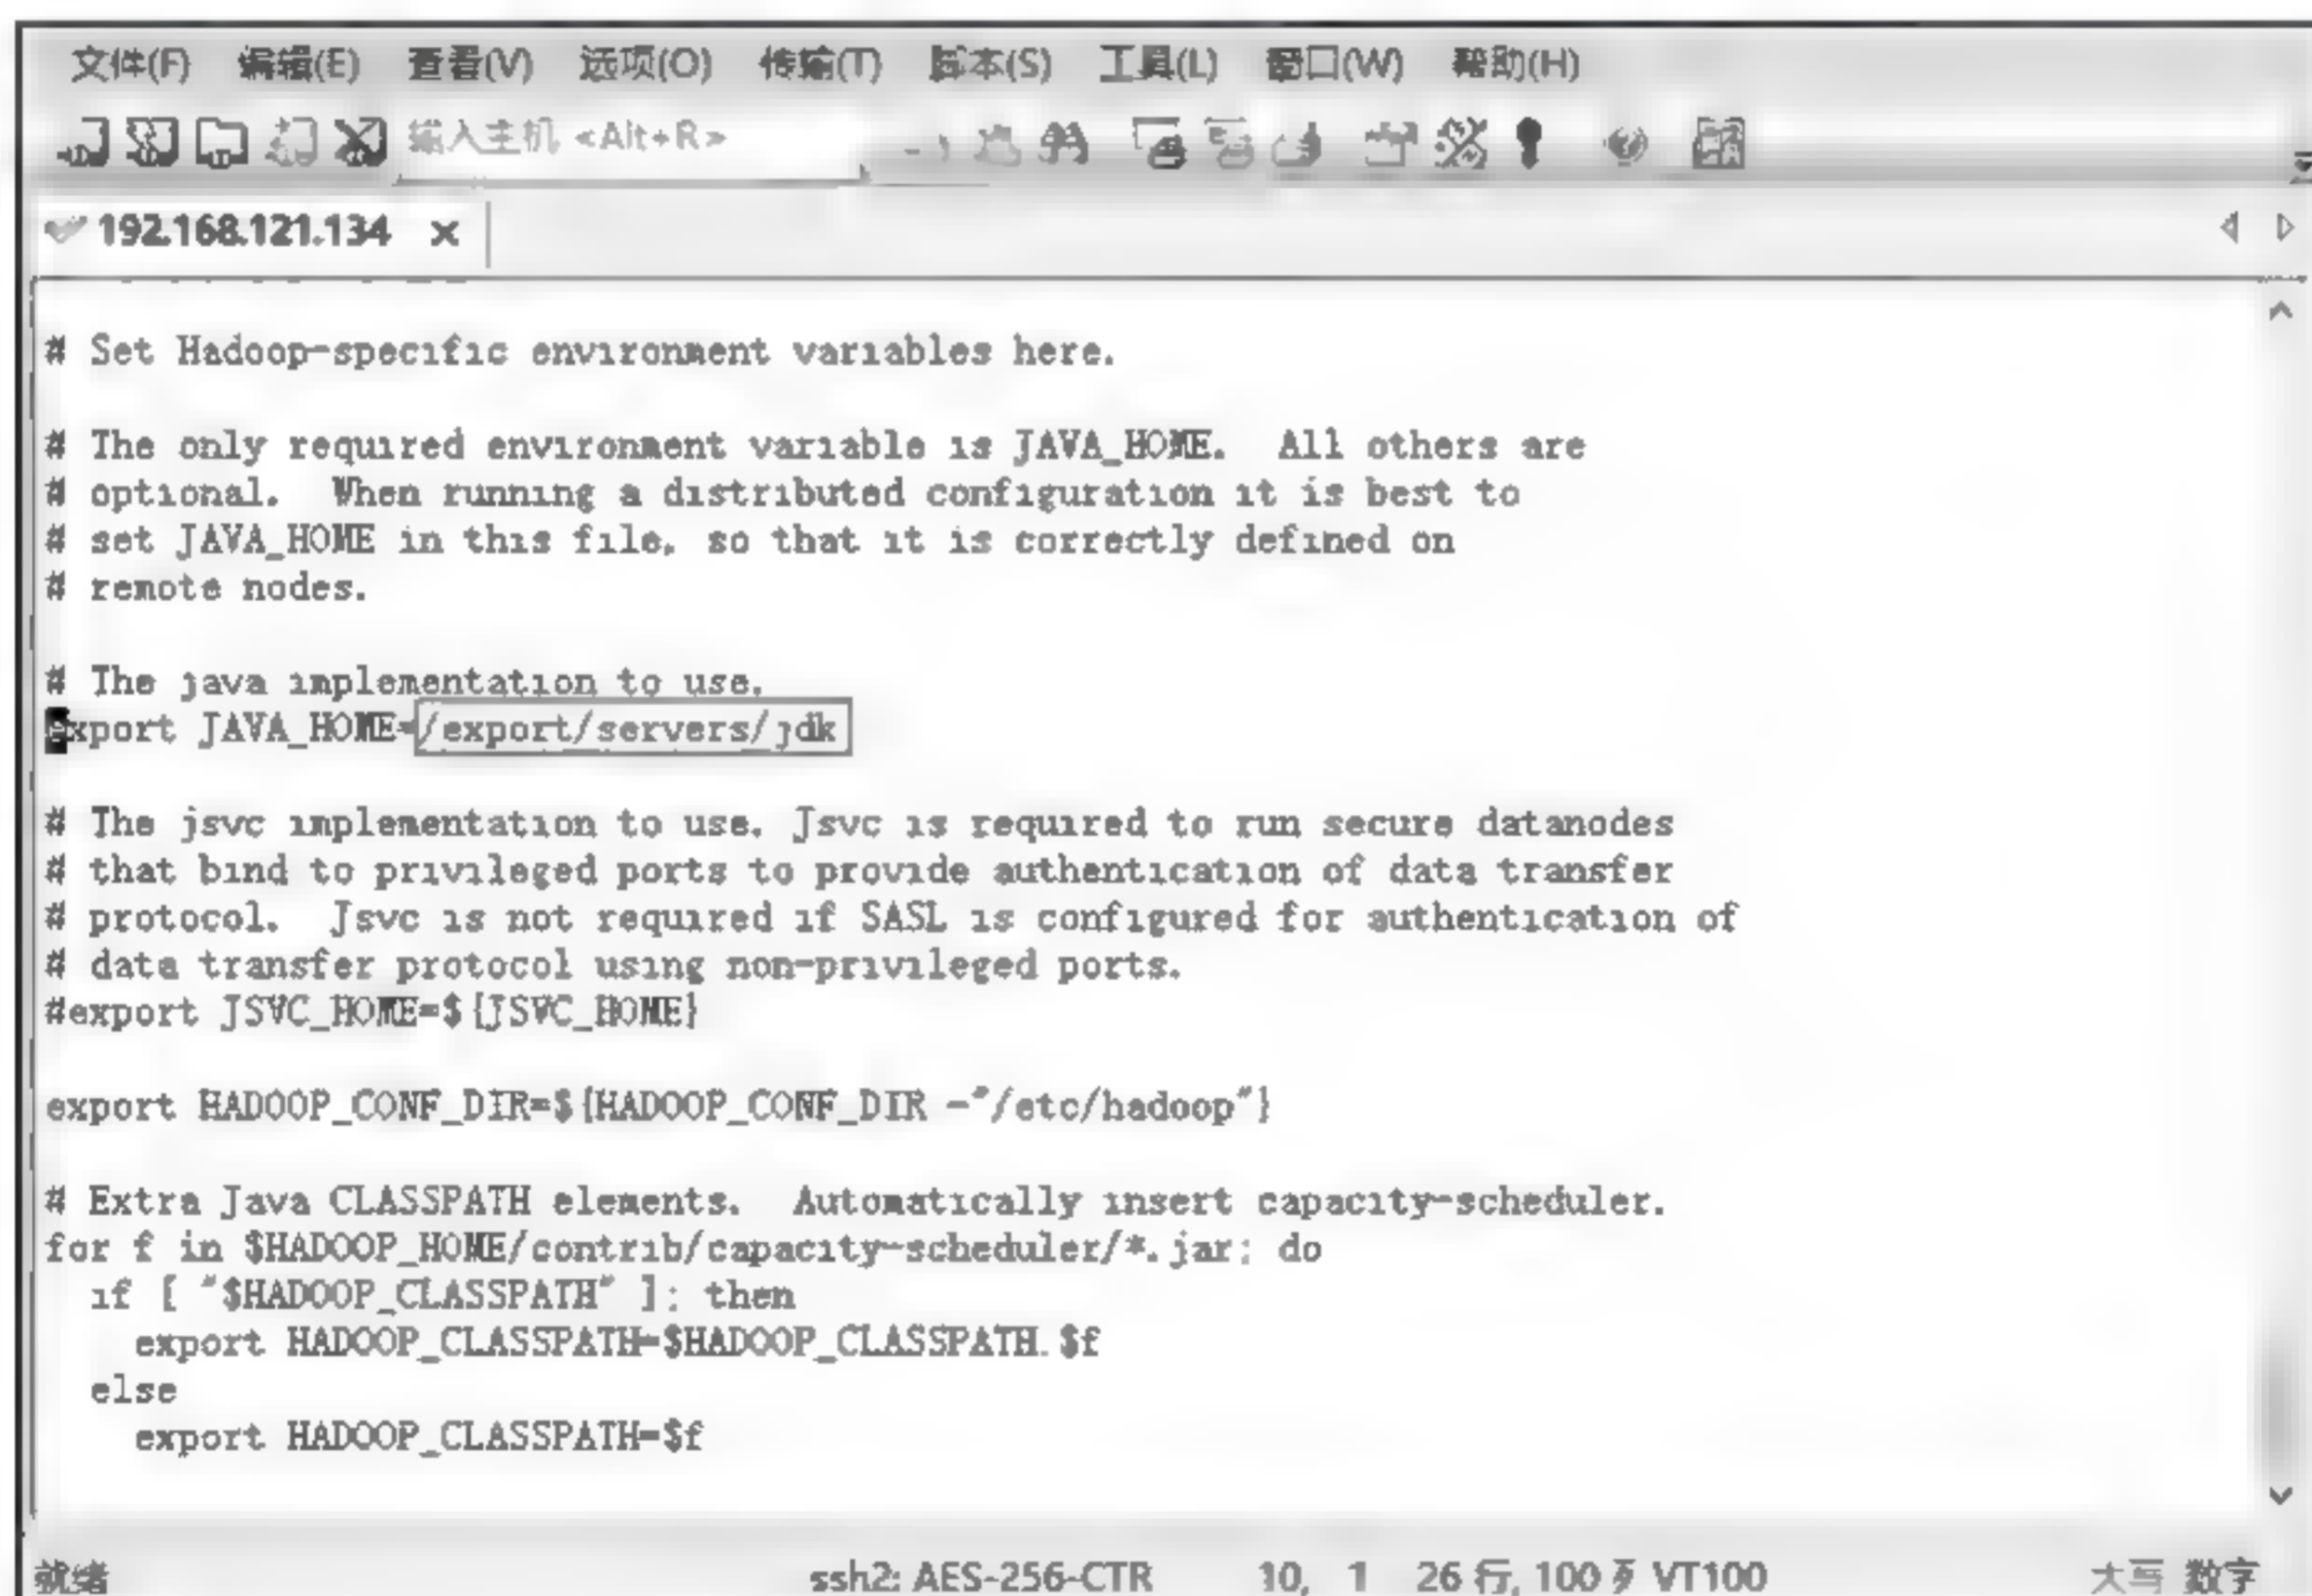 文件(F) 编辑(E) 查看(V) 选项(O) 传输(T) 脚本(S) 工具(L) 窗口(W) 帮助(H)
输入主机 <Alt+R>
192.168.121.134
# Set Hadoop-specific environment variables here.
# The only required environment variable is JAVA_HOME.  All others are
# optional.  When running a distributed configuration it is best to
# set JAVA_HOME in this file, so that it is correctly defined on
# remote nodes.
# The java implementation to use.
export JAVA_HOME=/export/servers/jdk
# The jsvc implementation to use. Jsvc is required to run secure datanodes
# that bind to privileged ports to provide authentication of data transfer
# protocol.  Jsvc is not required if SASL is configured for authentication of
# data transfer protocol using non-privileged ports.
#export JSVC_HOME=${JSVC_HOME}
export HADOOP_CONF_DIR=${HADOOP_CONF_DIR -"/etc/hadoop"}
# Extra Java CLASSPATH elements.  Automatically insert capacity-scheduler.
for f in $HADOOP_HOME/contrib/capacity-scheduler/*.jar; do
  if [ "$HADOOP_CLASSPATH" ]; then
    export HADOOP_CLASSPATH=$HADOOP_CLASSPATH:$f
  else
    export HADOOP_CLASSPATH=$f
就绪 ssh2: AES-256-CTR 10, 1 26 行, 100 列 VT100 大写 数字